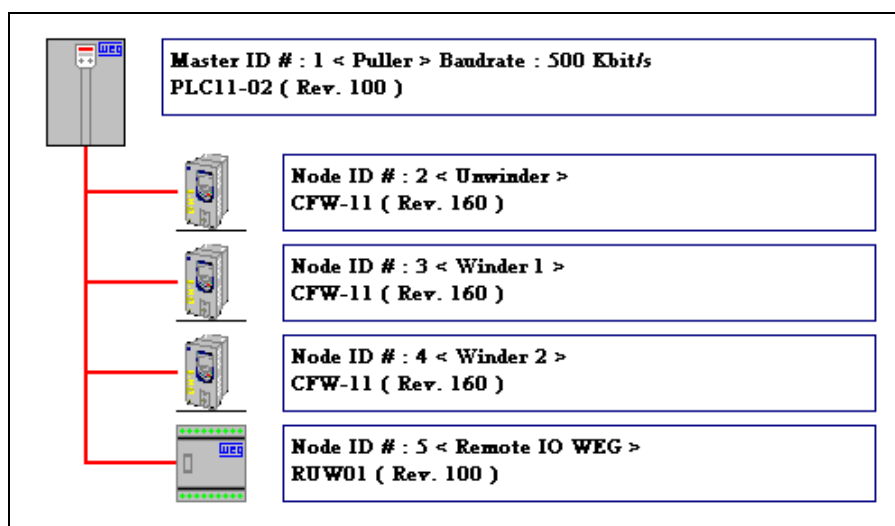 weg
Master ID # : 1 < Puller > Baudrate : 500 Kbit/s
PLC11-02 ( Rev. 100 )
Node ID # : 2 < Unwinder >
CFW-11 ( Rev. 160 )
Node ID # : 3 < Winder 1 >
CFW-11 ( Rev. 160 )
Node ID # : 4 < Winder 2 >
CFW-11 ( Rev. 160 )
weg
Node ID # : 5 < Remote IO WEG >
RUW01 ( Rev. 100 )